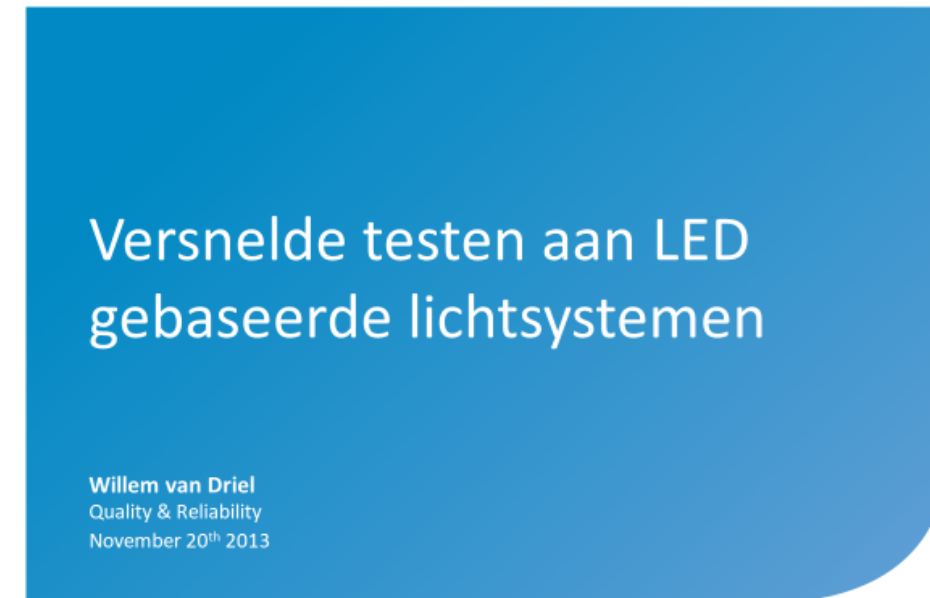 Versnelde testen aan LED
gebaseerde lichtsystemen
Willem van Driel
Quality & Reliability
November 20th 2013